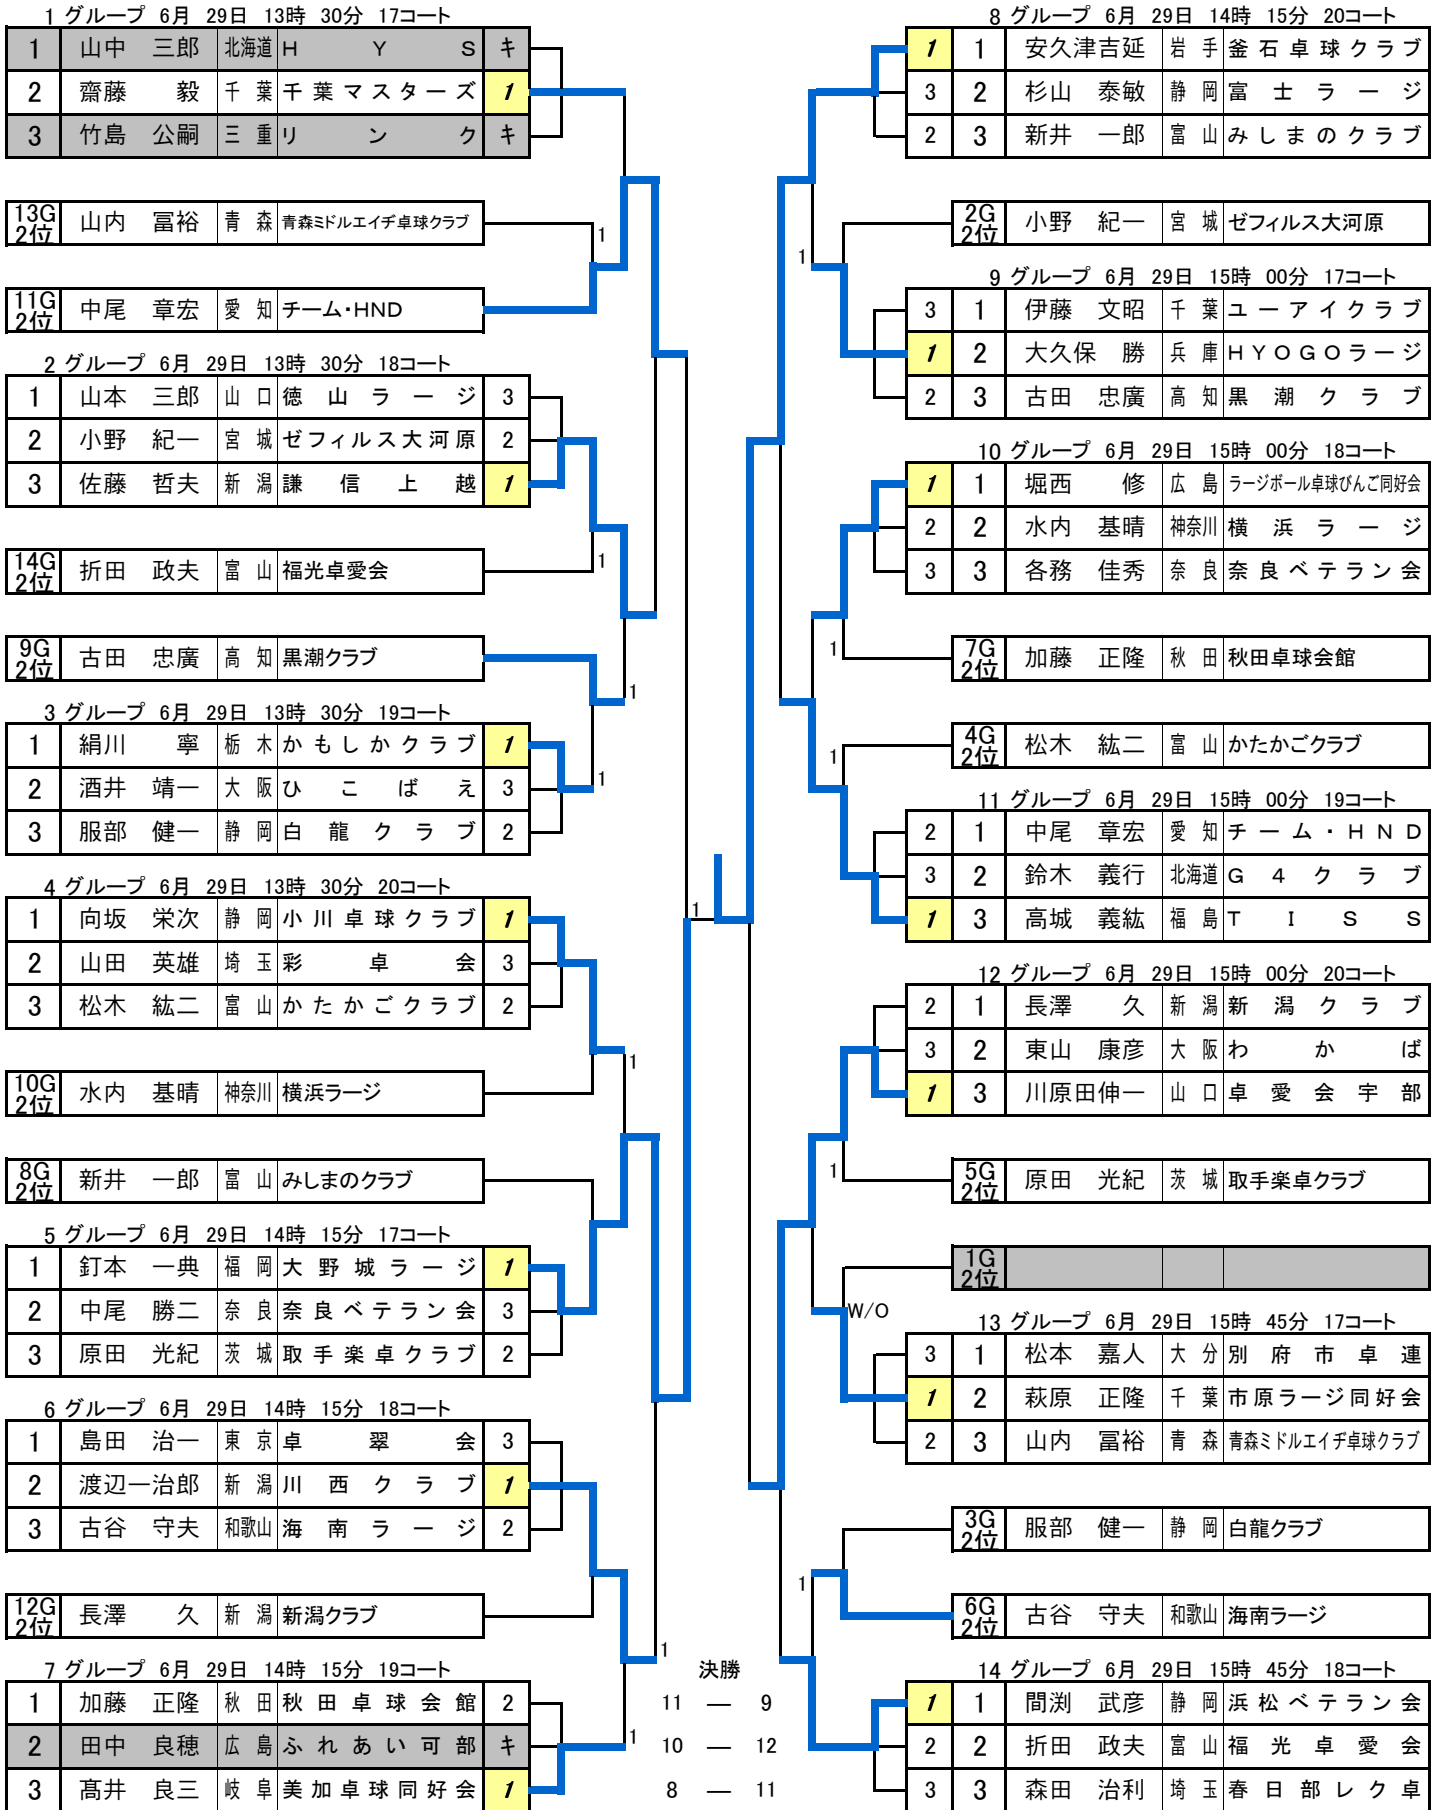 1 グループ 6月 29日 13時 30分 17コート
1 山中 三郎 北海道 HYS キ
2 齋藤 毅 千葉 千葉マスターズ 1
3 竹島 公嗣 三重 リンク キ
13G 2位 山内 冨裕 青森 青森ミドルエイヂ卓球クラブ
1
11G 2位 中尾 章宏 愛知 チーム・HND
2 グループ 6月 29日 13時 30分 18コート
1 山本 三郎 山口 徳山ラージ 3
2 小野 紀一 宮城 ゼフィルス大河原 2
3 佐藤 哲夫 新潟 謙信上越 1
14G 2位 折田 政夫 富山 福光卓愛会
1
9G 2位 古田 忠廣 高知 黒潮クラブ
1
3 グループ 6月 29日 13時 30分 19コート
1 絹川 寧 栃木 かもしかクラブ 1
2 酒井 靖一 大阪 ひこばえ 3
1
3 服部 健一 静岡 白龍クラブ 2
4 グループ 6月 29日 13時 30分 20コート
1 向坂 栄次 静岡 小川卓球クラブ 1
2 山田 英雄 埼玉 彩卓会 3
3 松木 紘二 富山 かたかごクラブ 2
1
10G 2位 水内 基晴 神奈川 横浜ラージ
8G 2位 新井 一郎 富山 みしまのクラブ
5 グループ 6月 29日 14時 15分 17コート
1 釘本 一典 福岡 大野城ラージ 1
2 中尾 勝二 奈良 奈良ベテラン会 3
3 原田 光紀 茨城 取手楽卓クラブ 2
6 グループ 6月 29日 14時 15分 18コート
1 島田 治一 東京 卓翠会 3
2 渡辺一治郎 新潟 川西クラブ 1
3 古谷 守夫 和歌山 海南ラージ 2
12G 2位 長澤 久 新潟 新潟クラブ
1
7 グループ 6月 29日 14時 15分 19コート
1 加藤 正隆 秋田 秋田卓球会館 2
2 田中 良穂 広島 ふれあい可部 キ
1
3 髙井 良三 岐阜 美加卓球同好会 1
1
決勝
11 — 9
10 — 12
8 — 11
8 グループ 6月 29日 14時 15分 20コート
1 1 安久津吉延 岩手 釜石卓球クラブ
3 2 杉山 泰敏 静岡 富士ラージ
2 3 新井 一郎 富山 みしまのクラブ
2G 2位 小野 紀一 宮城 ゼフィルス大河原
1
9 グループ 6月 29日 15時 00分 17コート
3 1 伊藤 文昭 千葉 ユーアイクラブ
1 2 大久保 勝 兵庫 HYOGOラージ
2 3 古田 忠廣 高知 黒潮クラブ
10 グループ 6月 29日 15時 00分 18コート
1 1 堀西 修 広島 ラージボール卓球びんご同好会
2 2 水内 基晴 神奈川 横浜ラージ
3 3 各務 佳秀 奈良 奈良ベテラン会
1
7G 2位 加藤 正隆 秋田 秋田卓球会館
4G 2位 松木 紘二 富山 かたかごクラブ
1
11 グループ 6月 29日 15時 00分 19コート
2 1 中尾 章宏 愛知 チーム・HND
3 2 鈴木 義行 北海道 G4クラブ
1 3 高城 義紘 福島 TISS
12 グループ 6月 29日 15時 00分 20コート
2 1 長澤 久 新潟 新潟クラブ
3 2 東山 康彦 大阪 わかば
1 3 川原田伸一 山口 卓愛会宇部
1
5G 2位 原田 光紀 茨城 取手楽卓クラブ
1G 2位
W/O
13 グループ 6月 29日 15時 45分 17コート
3 1 松本 嘉人 大分 別府市卓連
1 2 萩原 正隆 千葉 市原ラージ同好会
2 3 山内 冨裕 青森 青森ミドルエイヂ卓球クラブ
3G 2位 服部 健一 静岡 白龍クラブ
1
6G 2位 古谷 守夫 和歌山 海南ラージ
14 グループ 6月 29日 15時 45分 18コート
1 1 間渕 武彦 静岡 浜松ベテラン会
2 2 折田 政夫 富山 福光卓愛会
3 3 森田 治利 埼玉 春日部レク卓